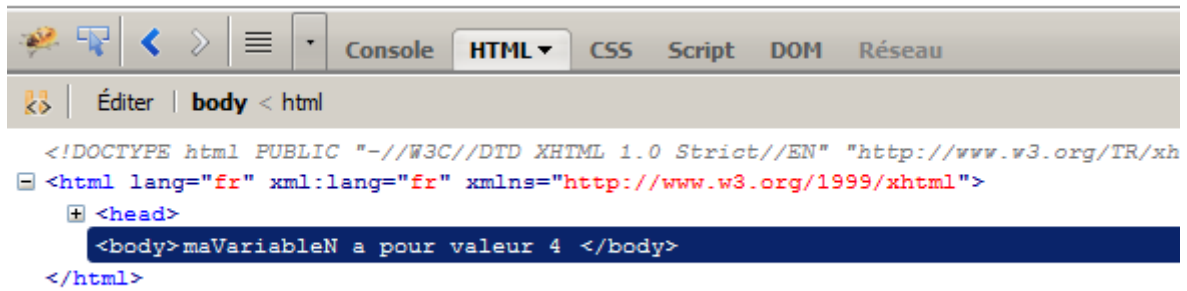 Console HTML CSS Script DOM Réseau
Éditer body < html
<!DOCTYPE html PUBLIC "-//W3C//DTD XHTML 1.0 Strict//EN" "http://www.w3.org/TR/xh
<html lang="fr" xml:lang="fr" xmlns="http://www.w3.org/1999/xhtml">
<head>
<body>maVariableN a pour valeur 4 </body>
</html>